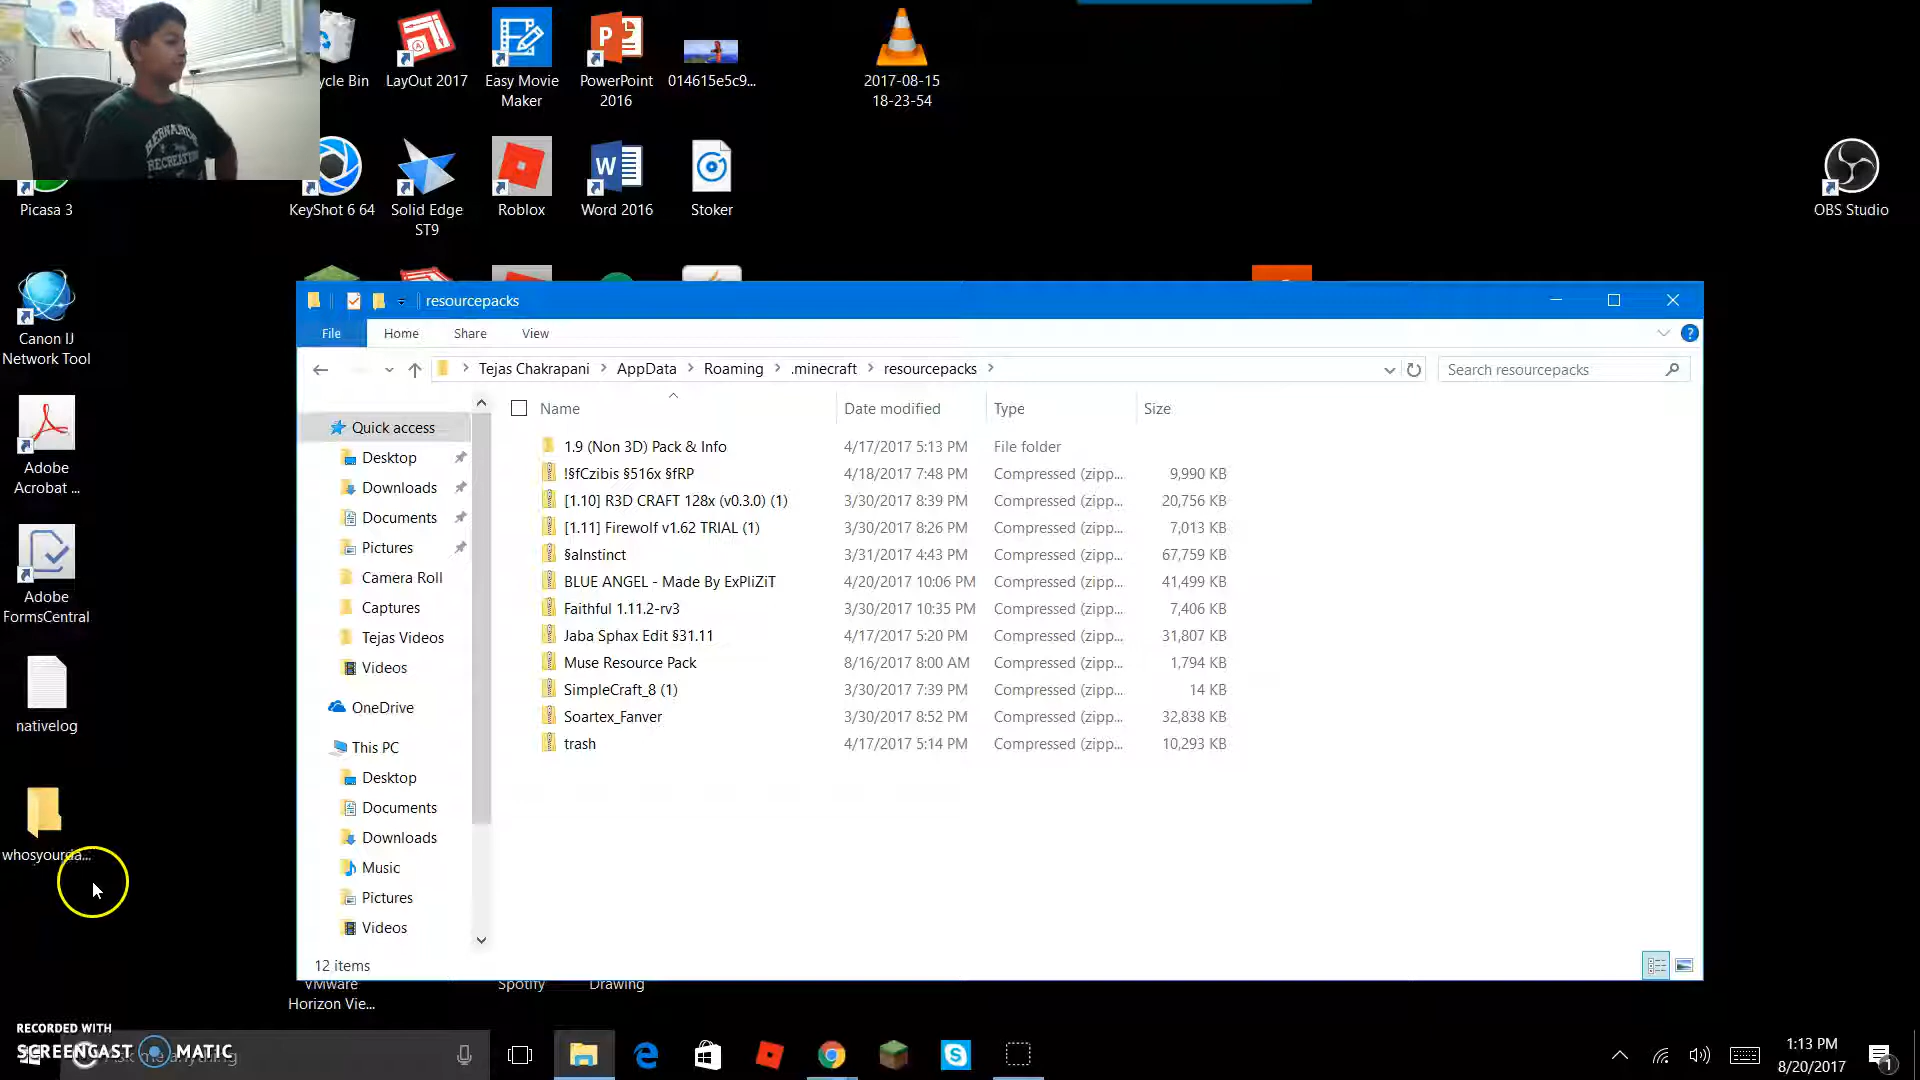 cycle Bin
LayOut 2017
Easy Movie
Maker
PowerPoint
2016
014615e5c9...
2017-08-15
18-23-54
BERNARDS
RECREATION
Picasa 3
KeyShot 6 64
Solid Edge
ST9
Roblox
Word 2016
Stoker
OBS Studio
Canon IJ
Network Tool
Adobe
Acrobat ...
Adobe
FormsCentral
nativelog
whosyourda...
resourcepacks
File
Home
Share
View
Tejas Chakrapani
AppData
Roaming
.minecraft
resourcepacks
Search resourcepacks
Name
Date modified
Type
Size
Quick access
Desktop
Downloads
Documents
Pictures
Camera Roll
Captures
Tejas Videos
Videos
OneDrive
This PC
Desktop
Documents
Downloads
Music
Pictures
Videos
1.9 (Non 3D) Pack & Info 4/17/2017 5:13 PM File folder
!§fCzibis §516x §fRP 4/18/2017 7:48 PM Compressed (zipp... 9,990 KB
[1.10] R3D CRAFT 128x (v0.3.0) (1) 3/30/2017 8:39 PM Compressed (zipp... 20,756 KB
[1.11] Firewolf v1.62 TRIAL (1) 3/30/2017 8:26 PM Compressed (zipp... 7,013 KB
§aInstinct 3/31/2017 4:43 PM Compressed (zipp... 67,759 KB
BLUE ANGEL - Made By ExPliZiT 4/20/2017 10:06 PM Compressed (zipp... 41,499 KB
Faithful 1.11.2-rv3 3/30/2017 10:35 PM Compressed (zipp... 7,406 KB
Jaba Sphax Edit §31.11 4/17/2017 5:20 PM Compressed (zipp... 31,807 KB
Muse Resource Pack 8/16/2017 8:00 AM Compressed (zipp... 1,794 KB
SimpleCraft_8 (1) 3/30/2017 7:39 PM Compressed (zipp... 14 KB
Soartex_Fanver 3/30/2017 8:52 PM Compressed (zipp... 32,838 KB
trash 4/17/2017 5:14 PM Compressed (zipp... 10,293 KB
12 items
VMware
Horizon Vie...
Spotify
Drawing
RECORDED WITH
SCREENCAST MATIC
Ask me anything
1:13 PM
8/20/2017
1